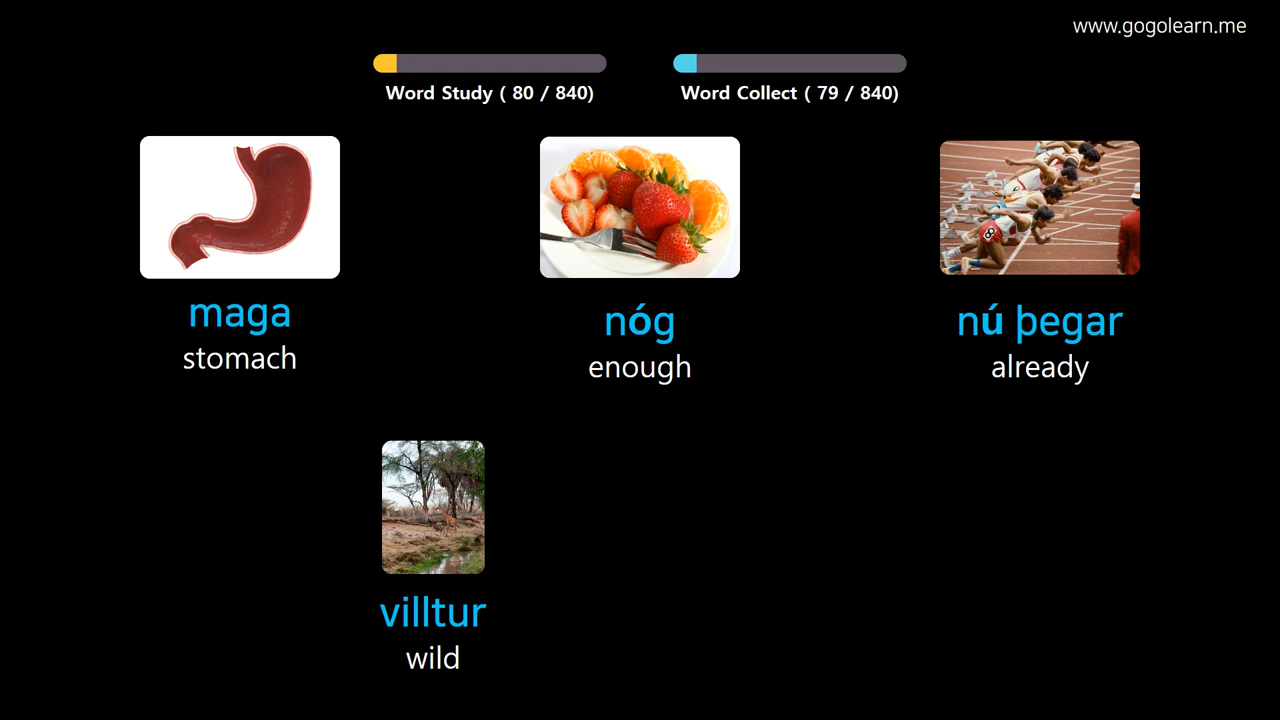 www.gogolearn.me
Word Study ( 80 / 840)
Word Collect ( 79 / 840)
maga
stomach
nóg
enough
nú þegar
already
villtur
wild